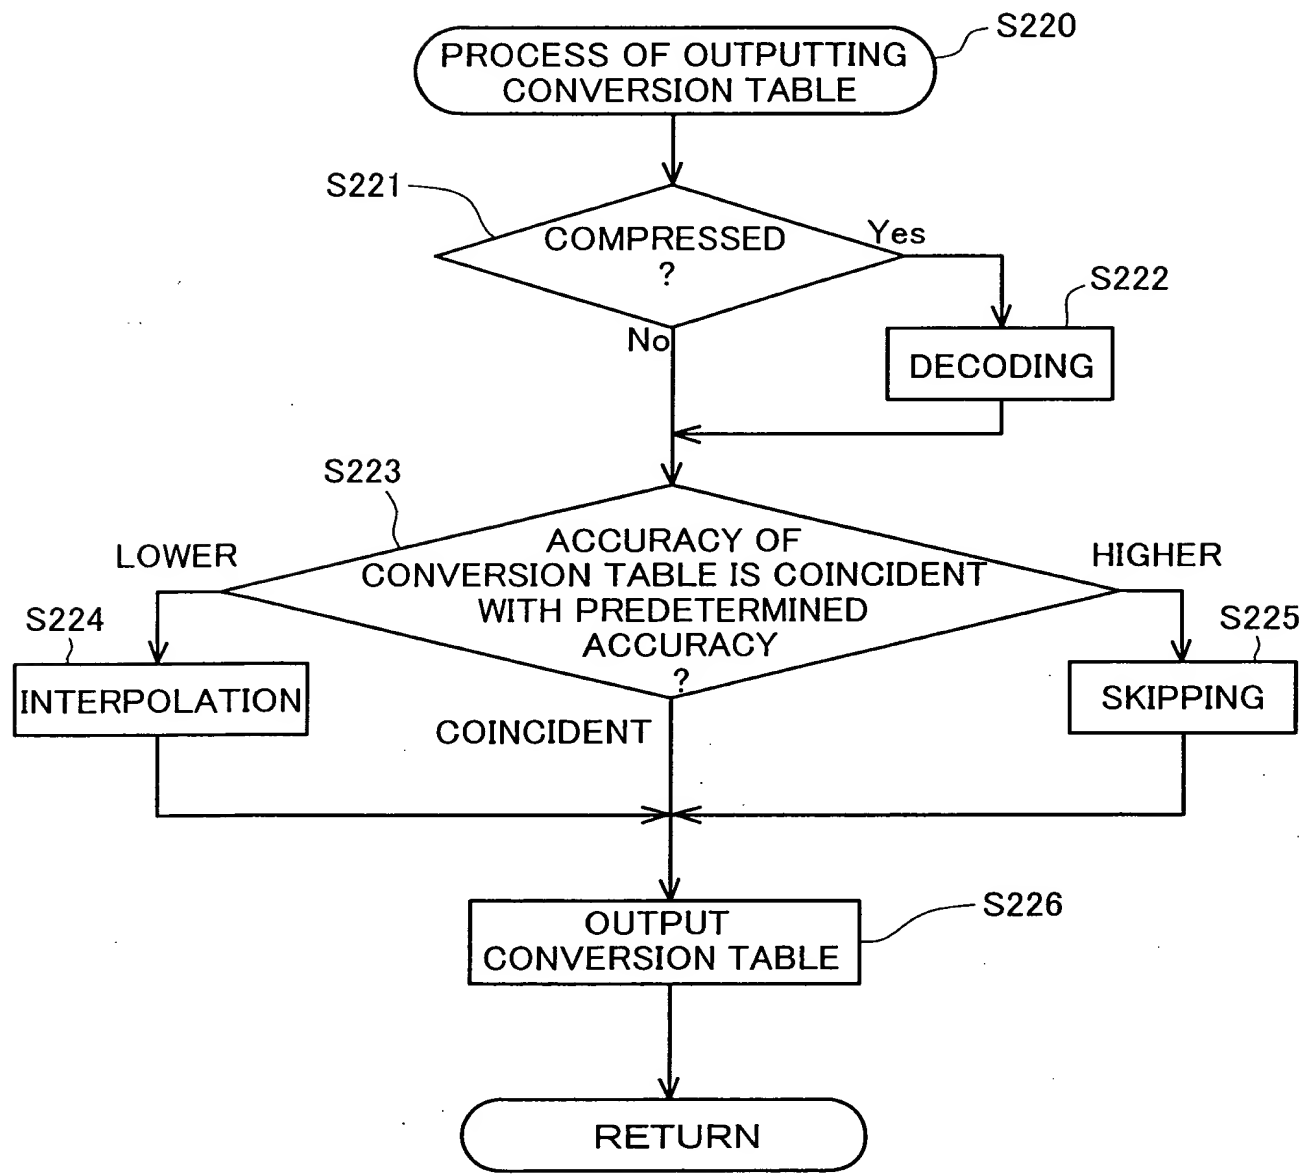 S220
PROCESS OF OUTPUTTING
CONVERSION TABLE
S221
COMPRESSED
?
Yes
S222
No
DECODING
S223
LOWER
ACCURACY OF
CONVERSION TABLE IS COINCIDENT
WITH PREDETERMINED
ACCURACY
?
HIGHER
S224
S225
INTERPOLATION
SKIPPING
COINCIDENT
S226
OUTPUT
CONVERSION TABLE
RETURN